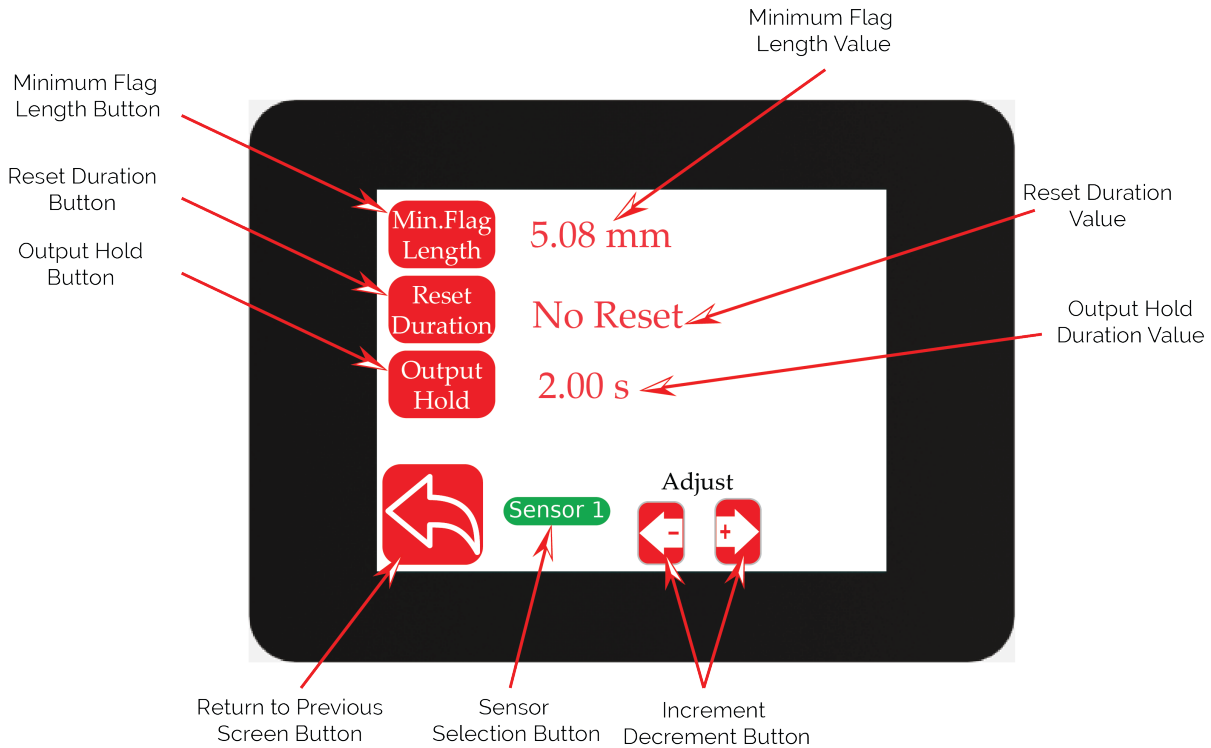 Minimum Flag
Length Value
Minimum Flag
Length Button
Reset Duration
Button
Output Hold
Button
Min.Flag
Length
5.08 mm
Reset Duration
Value
Reset
Duration
No Reset
Output Hold
Duration Value
Output
Hold
2.00 s
Adjust
Sensor 1
-
+
Return to Previous
Screen Button
Sensor
Selection Button
Increment
Decrement Button